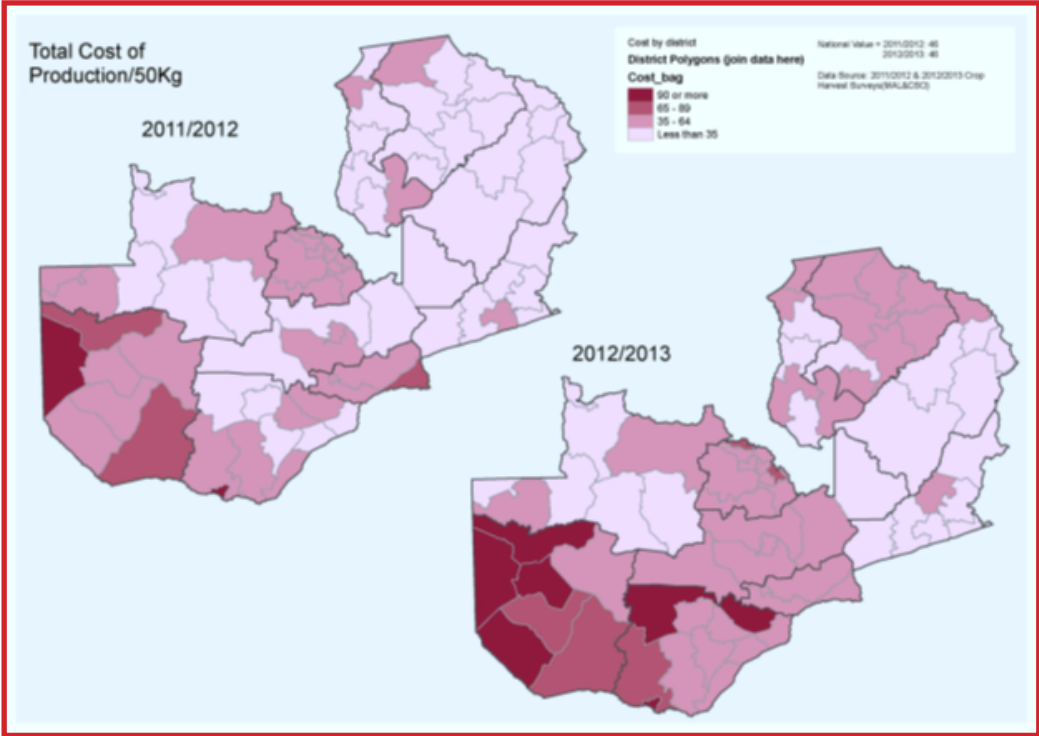 Total Cost of
Production/50Kg
2011/2012
Cost by district
District Polygons (join data here)
Cost_bag
90 or more
65 - 89
35 - 64
Less than 35
National Value = 2011/2012: 46
2012/2013: 46
Data Source: 2011/2012 & 2012/2013 Crop
Harvest Surveys(MAL&CSO)
2012/2013